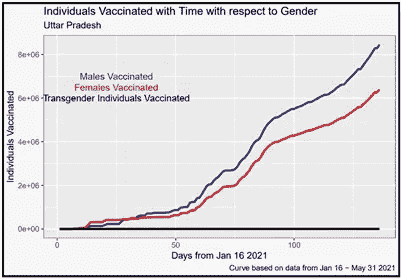 Individuals Vaccinated with Time with respect to Gender
Uttar Pradesh
Individuals Vaccinated
8e+06
6e+06
4e+06
2e+06
0e+00
Males Vaccinated
Females Vaccinated
Transgender Individuals Vaccinated
0
50
100
Days from Jan 16 2021
Curve based on data from Jan 16 - May 31 2021